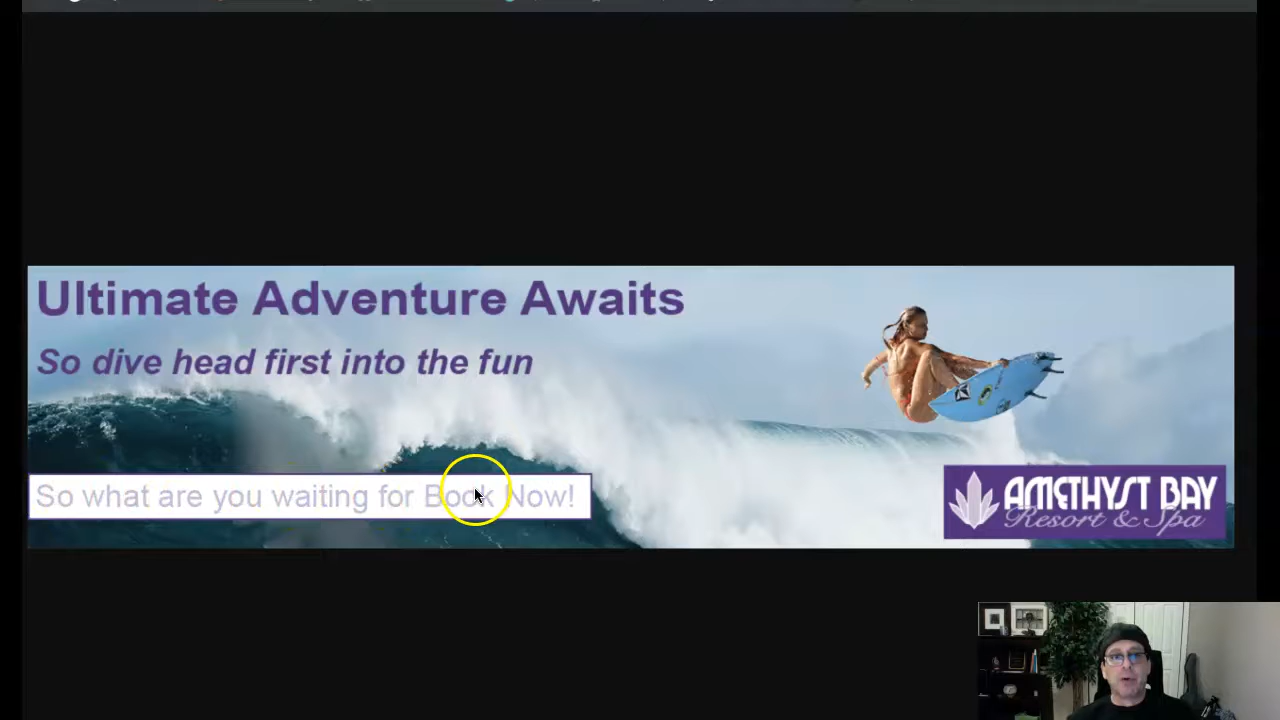 Ultimate Adventure Awaits
So dive head first into the fun
So what are you waiting for Book Now!
AMETHYST BAY
Resort & Spa